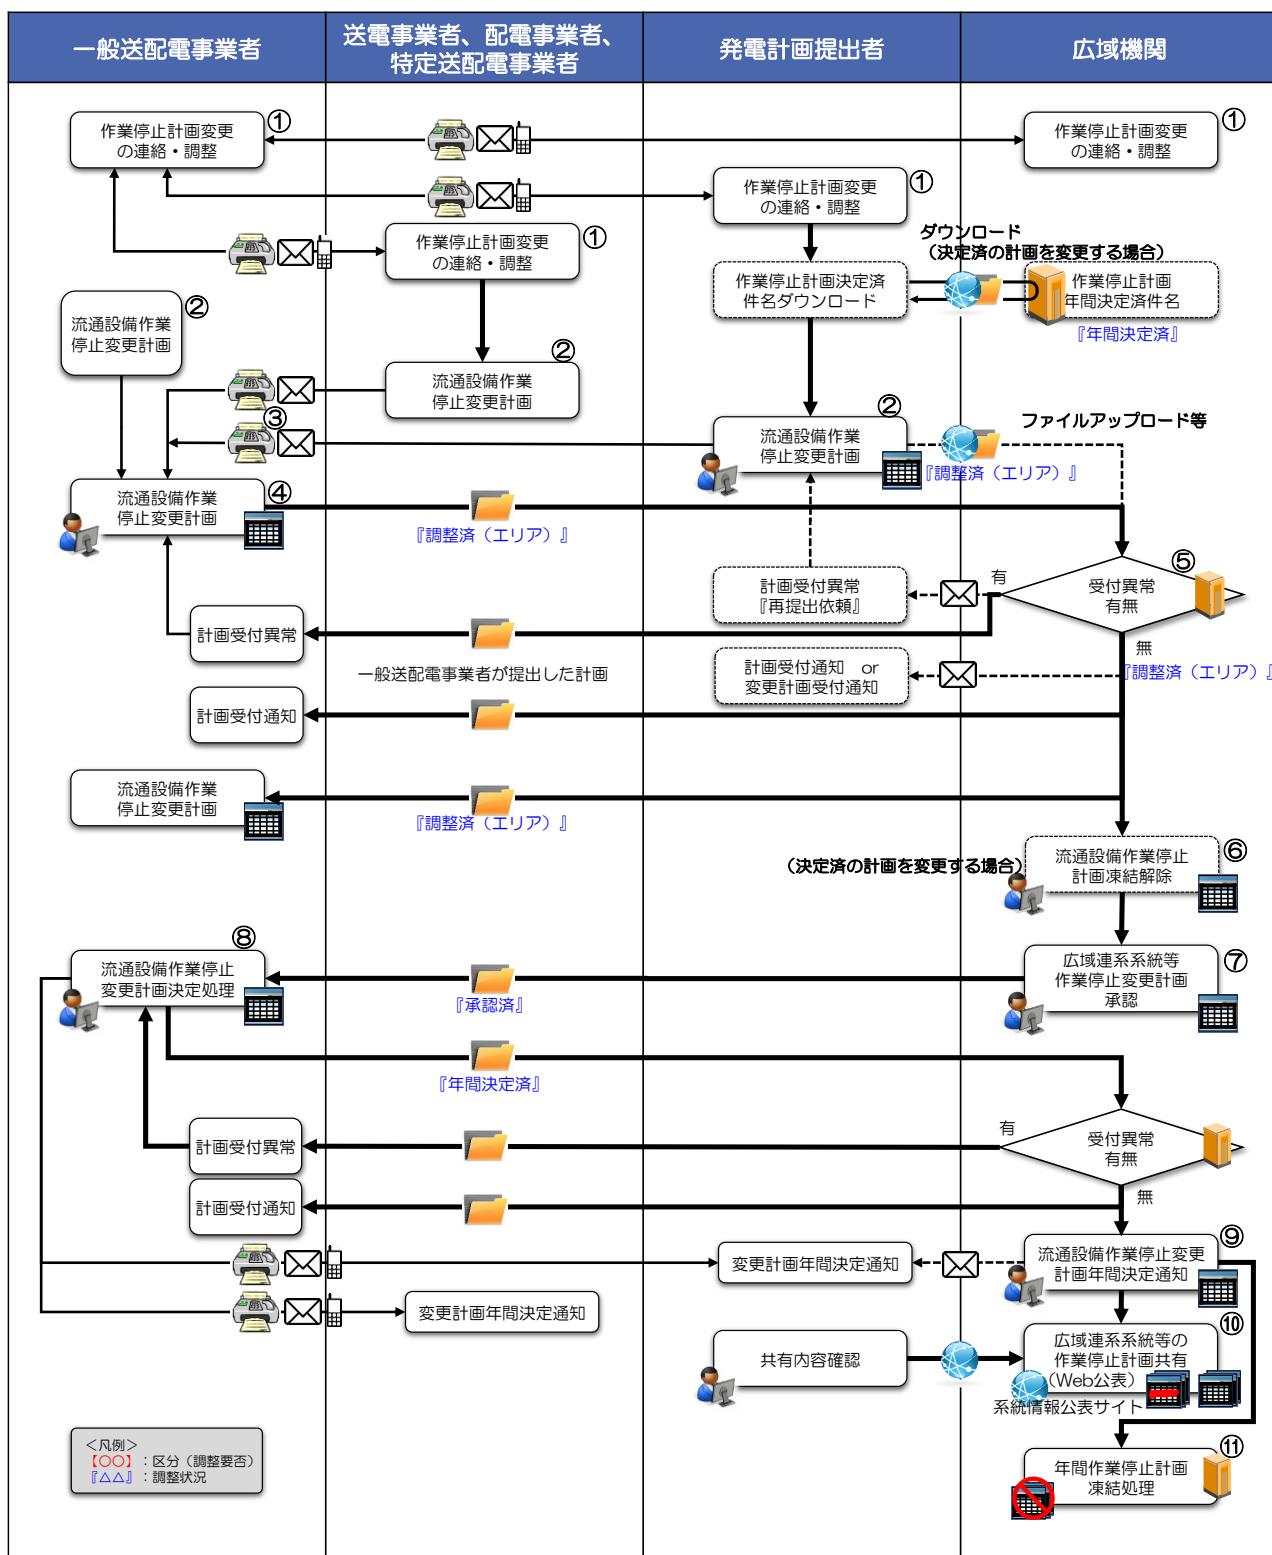 一般送配電事業者
送電事業者、配電事業者、
特定送配電事業者
発電計画提出者
広域機関
作業停止計画変更
の連絡・調整
①
作業停止計画変更
の連絡・調整
①
作業停止計画変更
の連絡・調整
①
作業停止計画変更
の連絡・調整
①
ダウンロード
（決定済の計画を変更する場合）
作業停止計画決定済
件名ダウンロード
作業停止計画
年間決定済件名
『年間決定済』
流通設備作業
停止変更計画
②
流通設備作業
停止変更計画
②
③
流通設備作業
停止変更計画
②
ファイルアップロード等
『調整済（エリア）』
流通設備作業
停止変更計画
④
『調整済（エリア）』
受付異常
有無
⑤
有
計画受付異常
『再提出依頼』
計画受付異常
無
一般送配電事業者が提出した計画
計画受付通知　or
変更計画受付通知
『調整済（エリア）』
計画受付通知
流通設備作業
停止変更計画
『調整済（エリア）』
（決定済の計画を変更する場合）
流通設備作業停止
計画凍結解除
⑥
流通設備作業停止
変更計画決定処理
⑧
『承認済』
広域連系系統等
作業停止変更計画
承認
⑦
『年間決定済』
受付異常
有無
有
計画受付異常
無
計画受付通知
変更計画年間決定通知
流通設備作業停止変更
計画年間決定通知
⑨
変更計画年間決定通知
共有内容確認
広域連系系統等の
作業停止計画共有
（Web公表）
⑩
系統情報公表サイト
年間作業停止計画
凍結処理
⑪
＜凡例＞
【〇〇】：区分（調整要否）
『△△』：調整状況